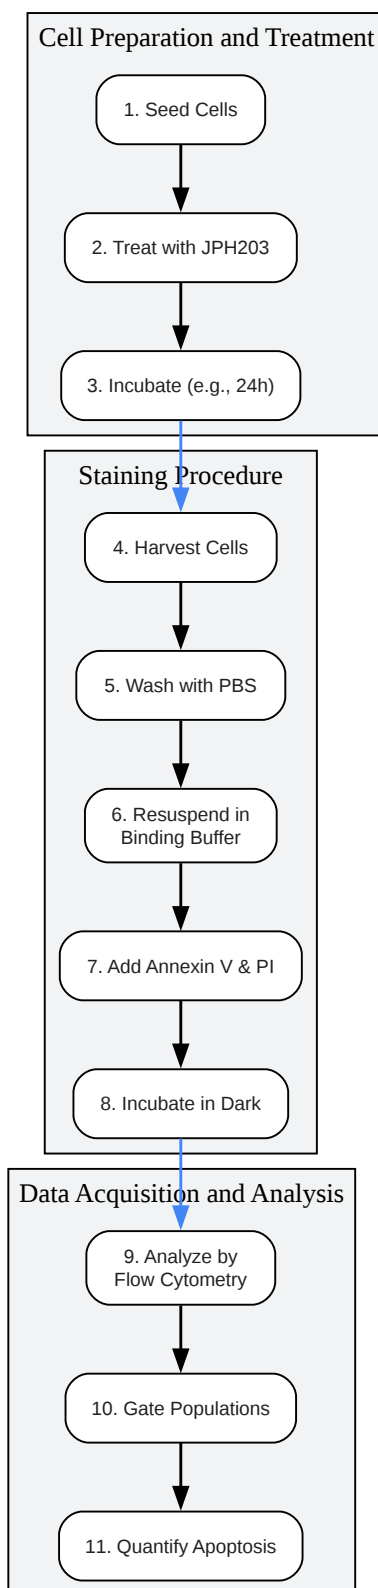 Cell Preparation and Treatment
1. Seed Cells
2. Treat with JPH203
3. Incubate (e.g., 24h)
Staining Procedure
4. Harvest Cells
5. Wash with PBS
6. Resuspend in
Binding Buffer
7. Add Annexin V & PI
8. Incubate in Dark
Data Acquisition and Analysis
9. Analyze by
Flow Cytometry
10. Gate Populations
11. Quantify Apoptosis